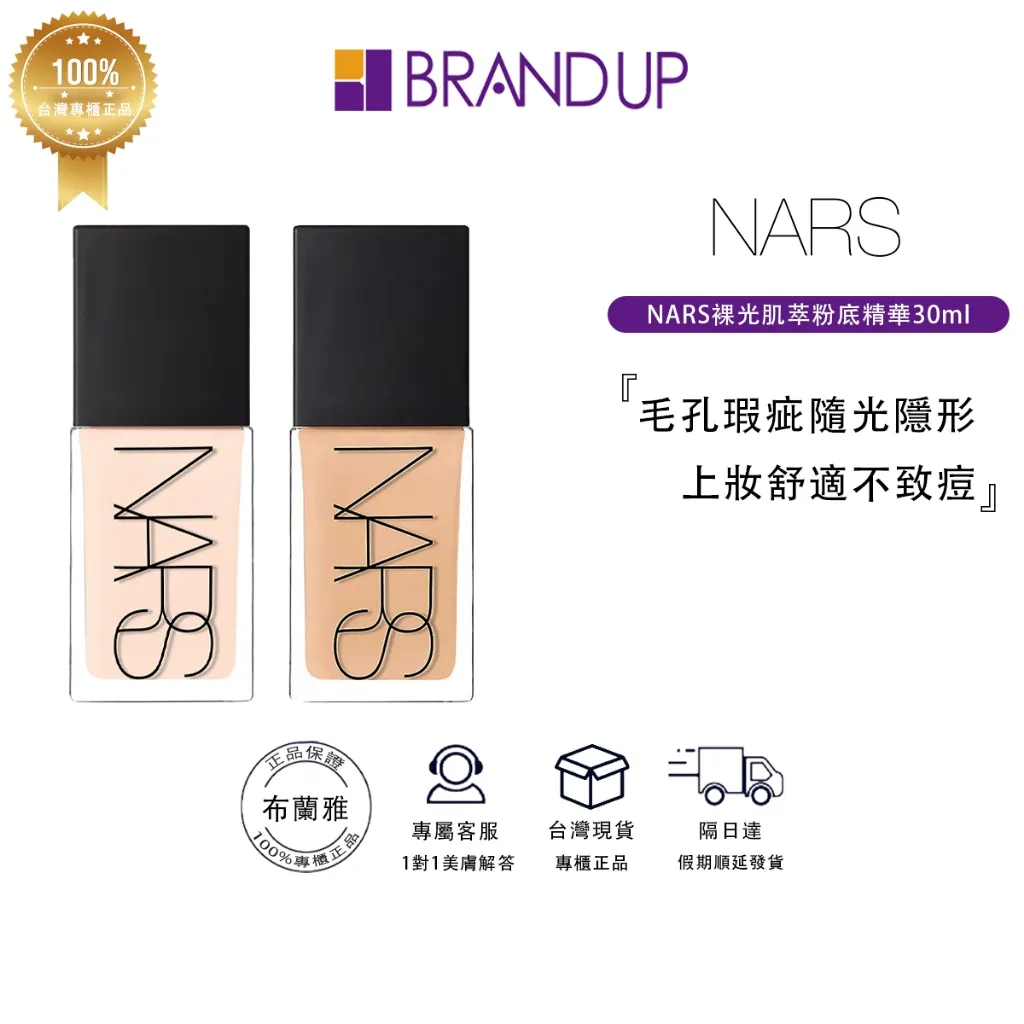 100%
台灣專櫃正品
BRANDUP
NARS
NARS裸光肌萃粉底精華30ml
『毛孔瑕疵隨光隱形
上妝舒適不致痘』
NARS
NARS
正品保證
布蘭雅
100%專櫃正品
專屬客服
1對1美膚解答
台灣現貨
專櫃正品
隔日達
假期順延發貨